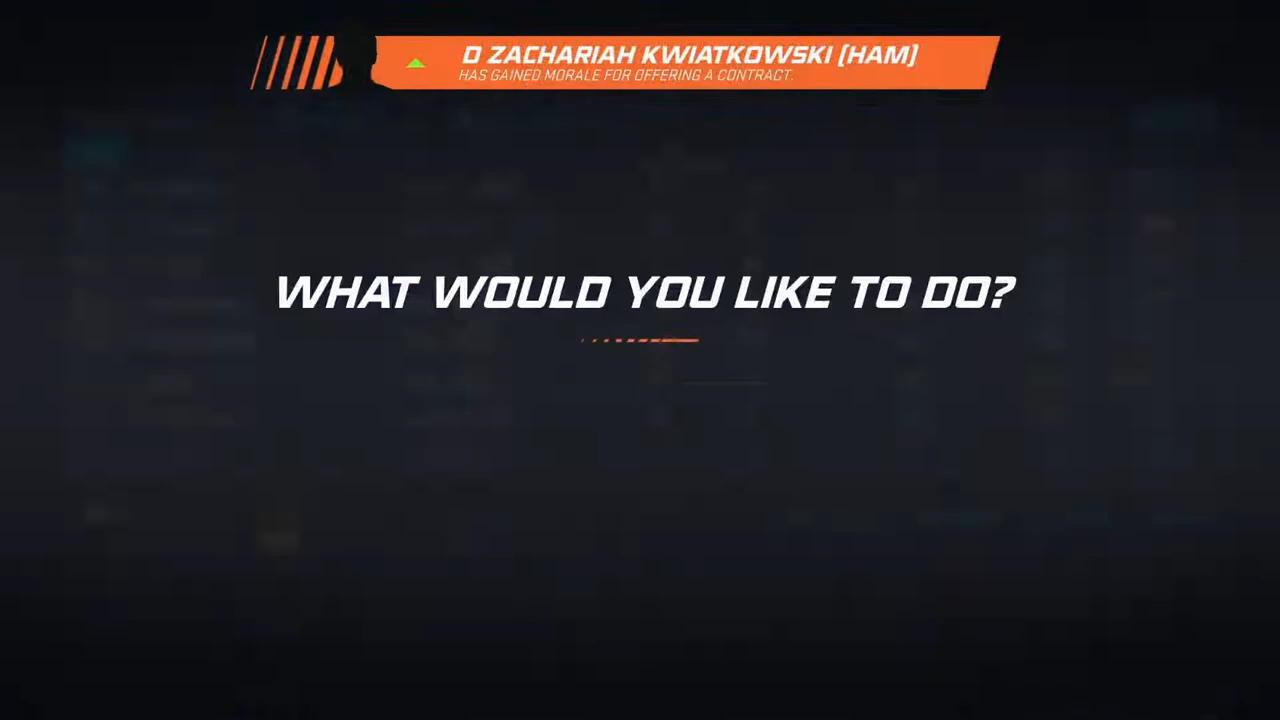 D ZACHARIAH KWIATKOWSKI (HAM)
HAS GAINED MORALE FOR OFFERING A CONTRACT.
WHAT WOULD YOU LIKE TO DO?